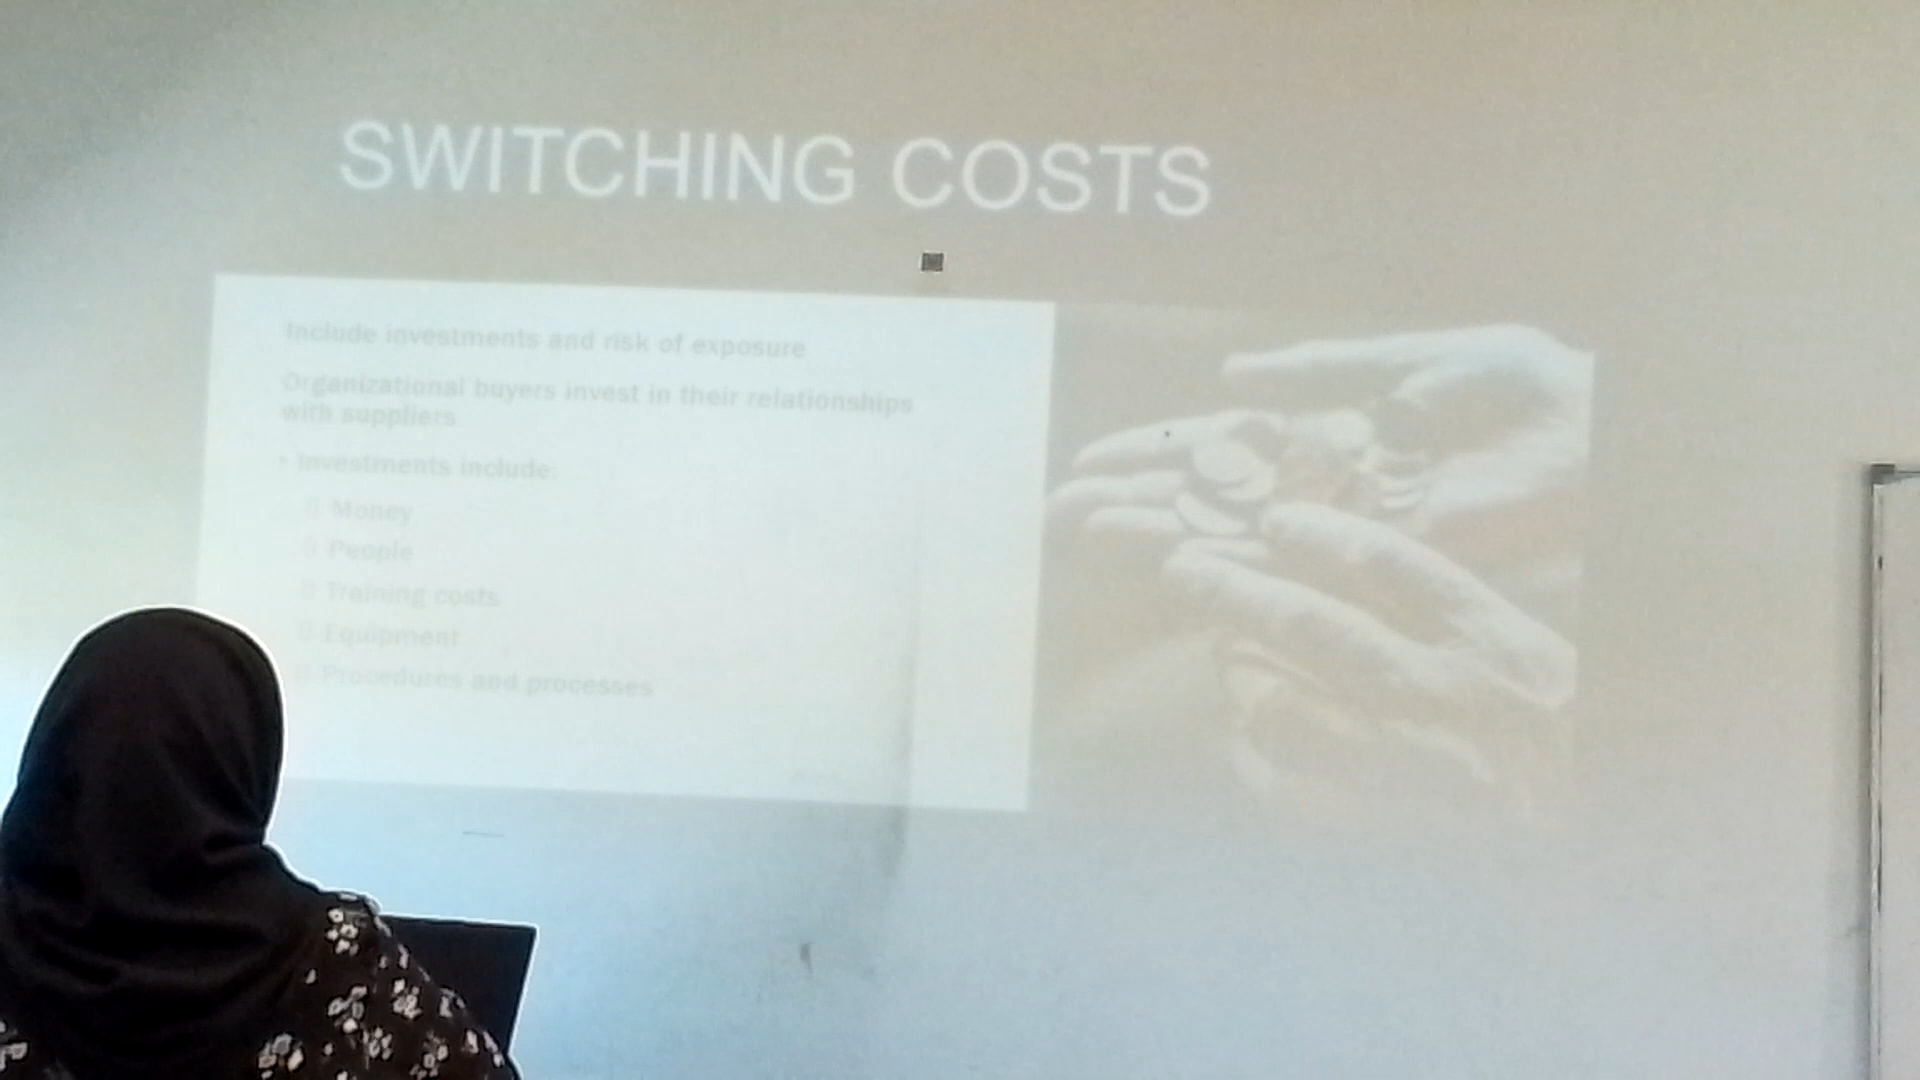 SWITCHING COSTS
Include investments and risk of exposure
Organizational buyers invest in their relationships
with suppliers
• Investments include:
Money
People
Training costs
Equipment
Procedures and processes